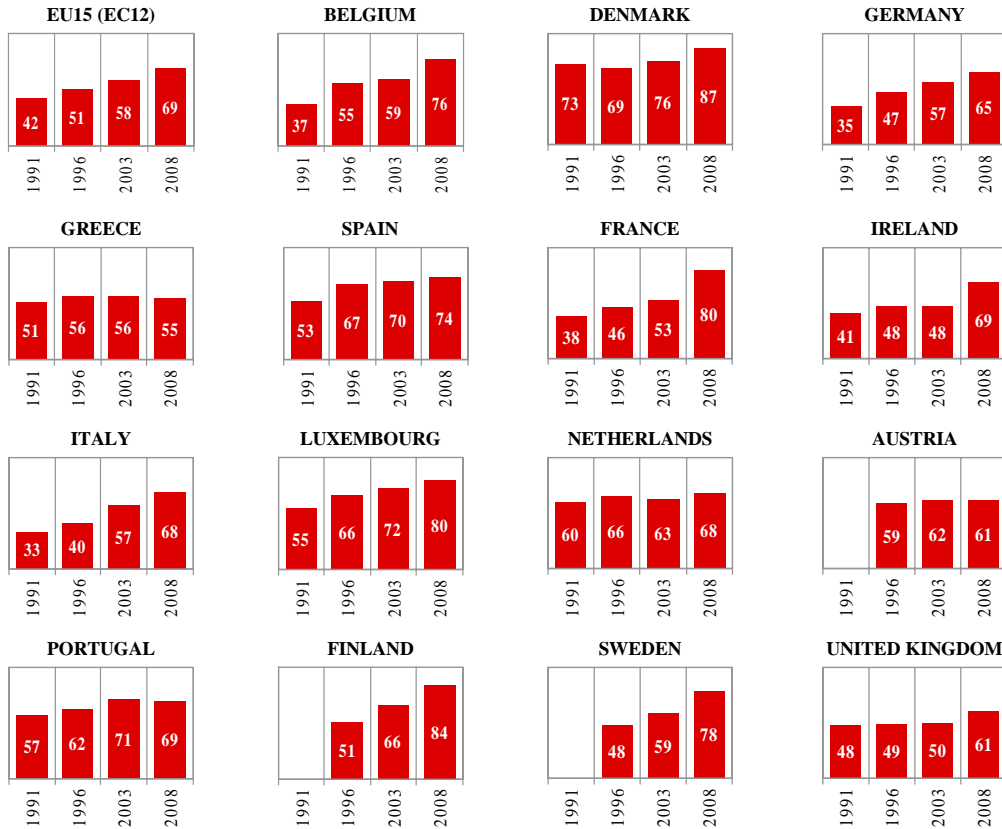 EU15 (EC12)
42 51 58 69
1991 1996 2003 2008
BELGIUM
37 55 59 76
1991 1996 2003 2008
DENMARK
73 69 76 87
1991 1996 2003 2008
GERMANY
35 47 57 65
1991 1996 2003 2008
GREECE
51 56 56 55
1991 1996 2003 2008
SPAIN
53 67 70 74
1991 1996 2003 2008
FRANCE
38 46 53 80
1991 1996 2003 2008
IRELAND
41 48 48 69
1991 1996 2003 2008
ITALY
33 40 57 68
1991 1996 2003 2008
LUXEMBOURG
55 66 72 80
1991 1996 2003 2008
NETHERLANDS
60 66 63 68
1991 1996 2003 2008
AUSTRIA
59 62 61
1991 1996 2003 2008
PORTUGAL
57 62 71 69
1991 1996 2003 2008
FINLAND
51 66 84
1991 1996 2003 2008
SWEDEN
48 59 78
1991 1996 2003 2008
UNITED KINGDOM
48 49 50 61
1991 1996 2003 2008